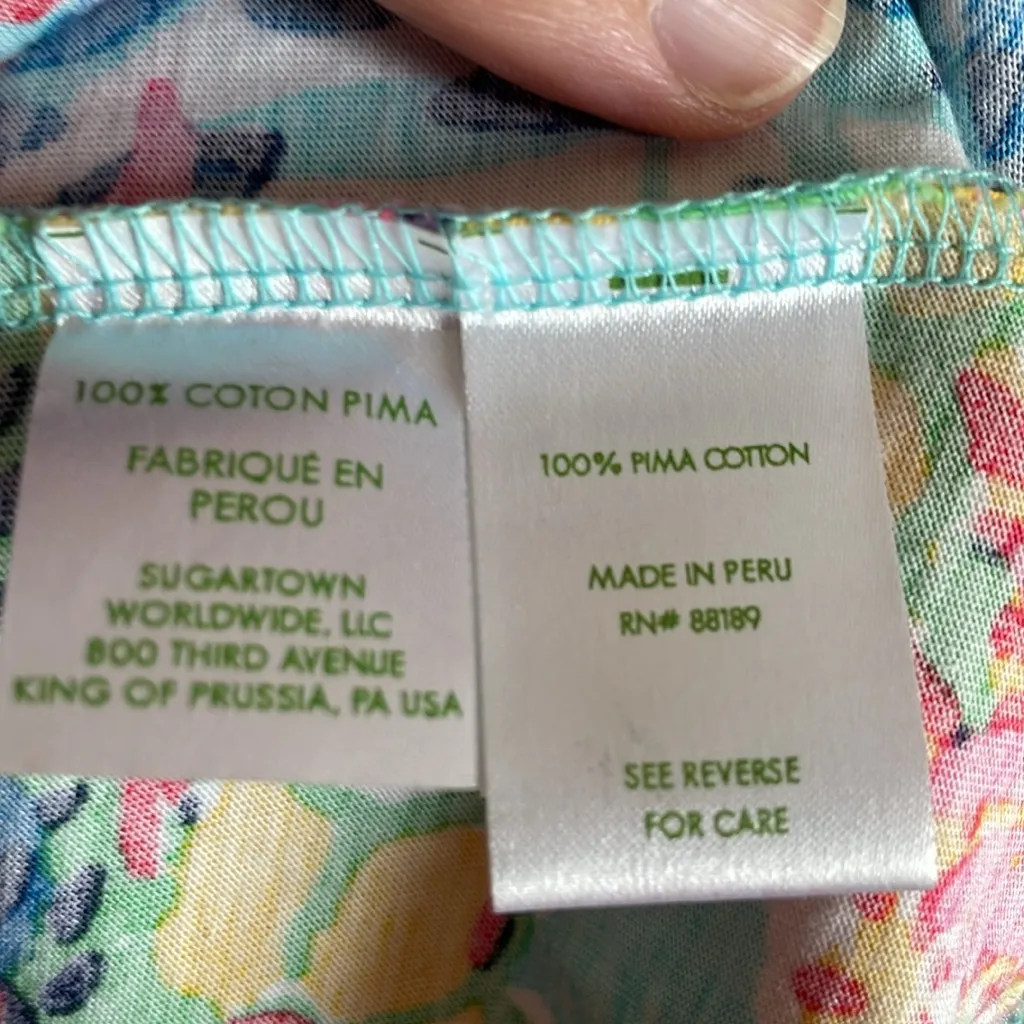 100% COTON PIMA
FABRIQUÉ EN
PEROU
SUGARTOWN
WORLDWIDE, LLC
800 THIRD AVENUE
KING OF PRUSSIA, PA USA
100% PIMA COTTON
MADE IN PERU
RN# 88189
SEE REVERSE
FOR CARE